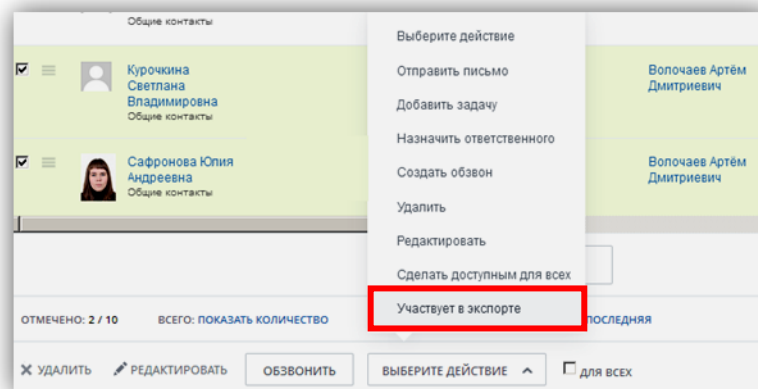 Общие контакты
Курочкина
Светлана
Владимировна
Общие контакты
Волочаев Артём
Дмитриевич
Сафронова Юлия
Андреевна
Общие контакты
Волочаев Артём
Дмитриевич
Выберите действие
Отправить письмо
Добавить задачу
Назначить ответственного
Создать обзвон
Удалить
Редактировать
Сделать доступным для всех
Участвует в экспорте
ОТМЕЧЕНО: 2 / 10 ВСЕГО: ПОКАЗАТЬ КОЛИЧЕСТВО ПОСЛЕДНЯЯ
УДАЛИТЬ РЕДАКТИРОВАТЬ ОБЗВОНИТЬ ВЫБЕРИТЕ ДЕЙСТВИЕ ДЛЯ ВСЕХ